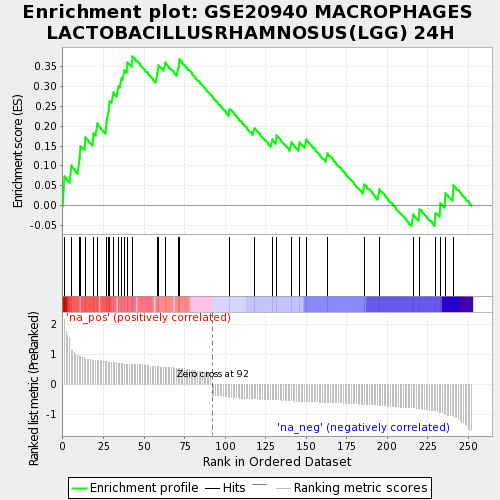 Enrichment plot: GSE20940 MACROPHAGES
LACTOBACILLUSRHAMNOSUS(LGG) 24H
Enrichment score (ES)
0.35
0.30
0.25
0.20
0.15
0.10
0.05
0.00
-0.05
'na_pos' (positively correlated)
Ranked list metric (PreRanked)
2
1
0
-1
Zero cross at 92
'na_neg' (negatively correlated)
0 25 50 75 100 125 150 175 200 225 250
Rank in Ordered Dataset
Enrichment profile Hits Ranking metric scores